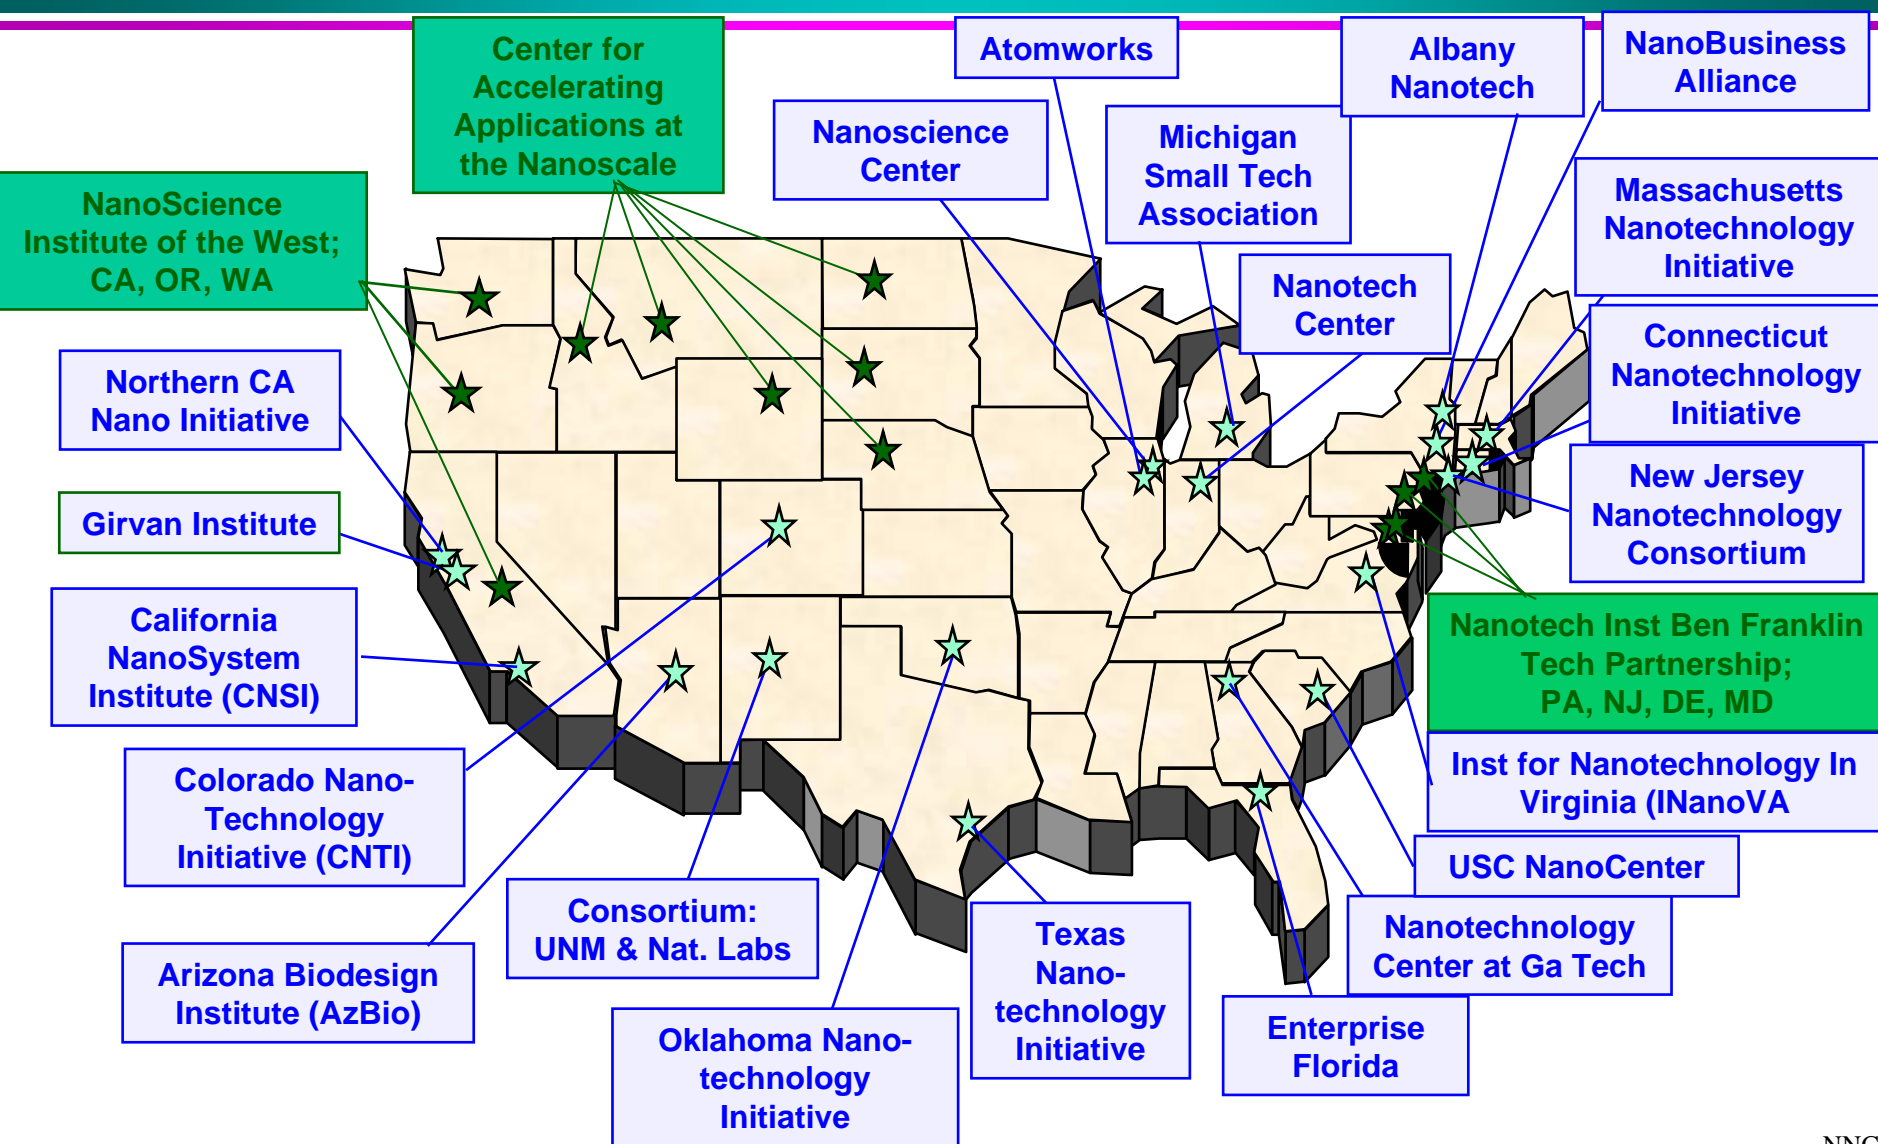 Center for
Accelerating
Applications at
the Nanoscale
Atomworks
Albany
Nanotech
NanoBusiness
Alliance
Nanoscience
Center
Michigan
Small Tech
Association
Massachusetts
Nanotechnology
Initiative
NanoScience
Institute of the West;
CA, OR, WA
Nanotech
Center
Connecticut
Nanotechnology
Initiative
Northern CA
Nano Initiative
New Jersey
Nanotechnology
Consortium
Girvan Institute
California
NanoSystem
Institute (CNSI)
Nanotech Inst Ben Franklin
Tech Partnership;
PA, NJ, DE, MD
Colorado Nano-
Technology
Initiative (CNTI)
Inst for Nanotechnology In
Virginia (INanoVA
USC NanoCenter
Consortium:
UNM & Nat. Labs
Texas
Nano-
technology
Initiative
Nanotechnology
Center at Ga Tech
Arizona Biodesign
Institute (AzBio)
Oklahoma Nano-
technology
Initiative
Enterprise
Florida